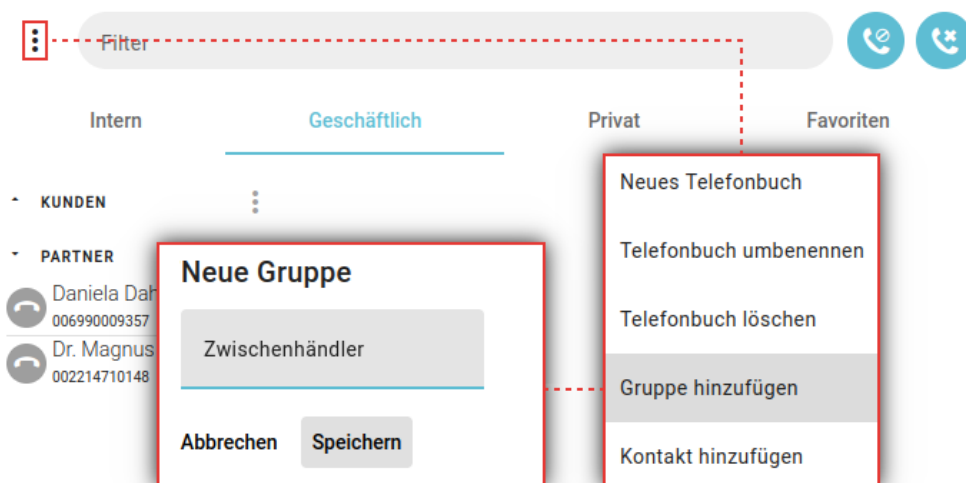 Filter
Intern
Geschäftlich
Privat
Favoriten
KUNDEN
PARTNER
Daniela Dah
006990009357
Dr. Magnus
002214710148
Neue Gruppe
Zwischenhändler
Abbrechen
Speichern
Neues Telefonbuch
Telefonbuch umbenennen
Telefonbuch löschen
Gruppe hinzufügen
Kontakt hinzufügen